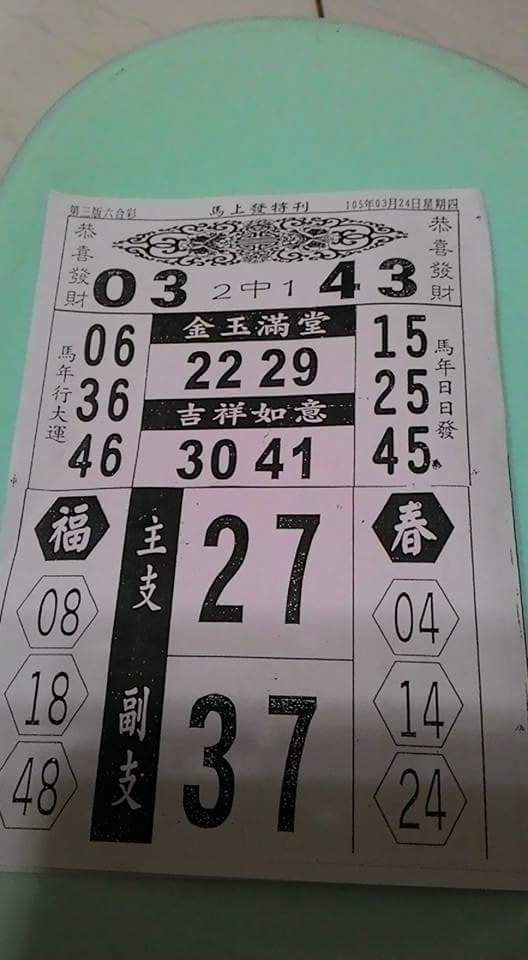 第三版六合彩 馬上發特刊 105年03月24日星期四
恭喜發財
03 2中1 43
恭喜發財
馬年行大運
06
36
46
金玉滿堂
22 29
吉祥如意
30 41
15
25
45
馬年日日發
福
08
18
48
主支
27
副支
37
春
04
14
24